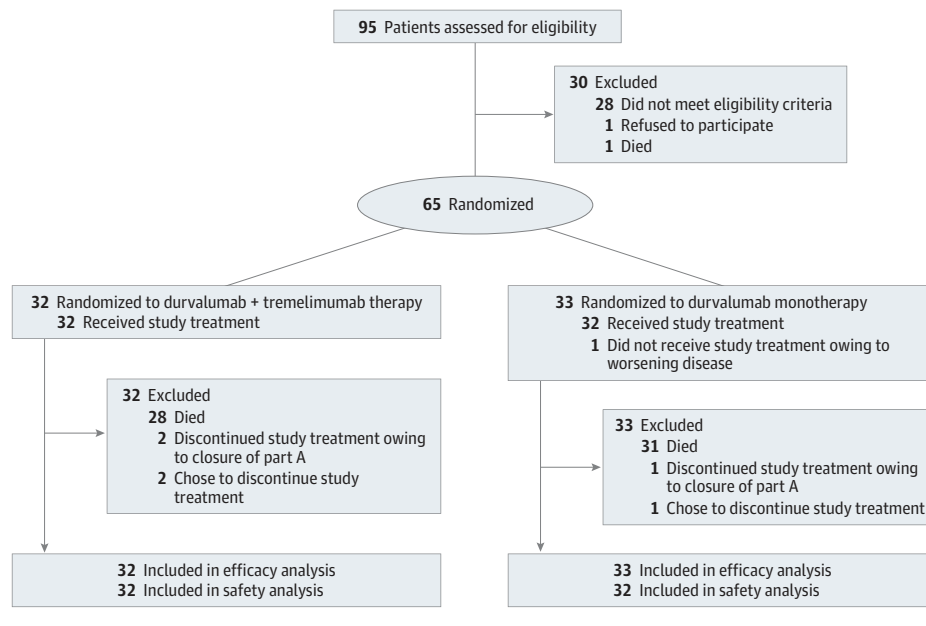 95 Patients assessed for eligibility
30 Excluded
28 Did not meet eligibility criteria
1 Refused to participate
1 Died
65 Randomized
32 Randomized to durvalumab + tremelimumab therapy
32 Received study treatment
33 Randomized to durvalumab monotherapy
32 Received study treatment
1 Did not receive study treatment owing to
worsening disease
32 Excluded
28 Died
2 Discontinued study treatment owing
to closure of part A
2 Chose to discontinue study
treatment
33 Excluded
31 Died
1 Discontinued study treatment owing
to closure of part A
1 Chose to discontinue study treatment
32 Included in efficacy analysis
32 Included in safety analysis
33 Included in efficacy analysis
32 Included in safety analysis